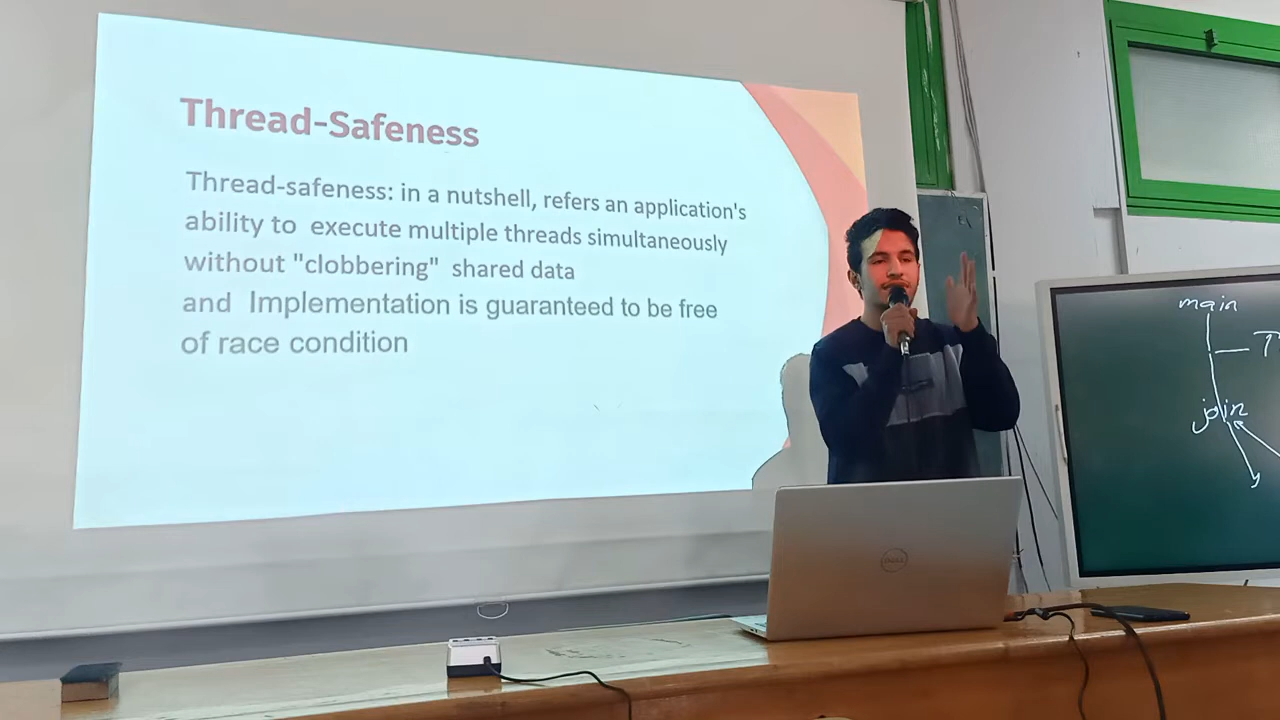 Thread-Safeness
Thread-safeness: in a nutshell, refers an application's
ability to  execute multiple threads simultaneously
without "clobbering"  shared data
and  Implementation is guaranteed to be free
of race condition
main
join
DELL